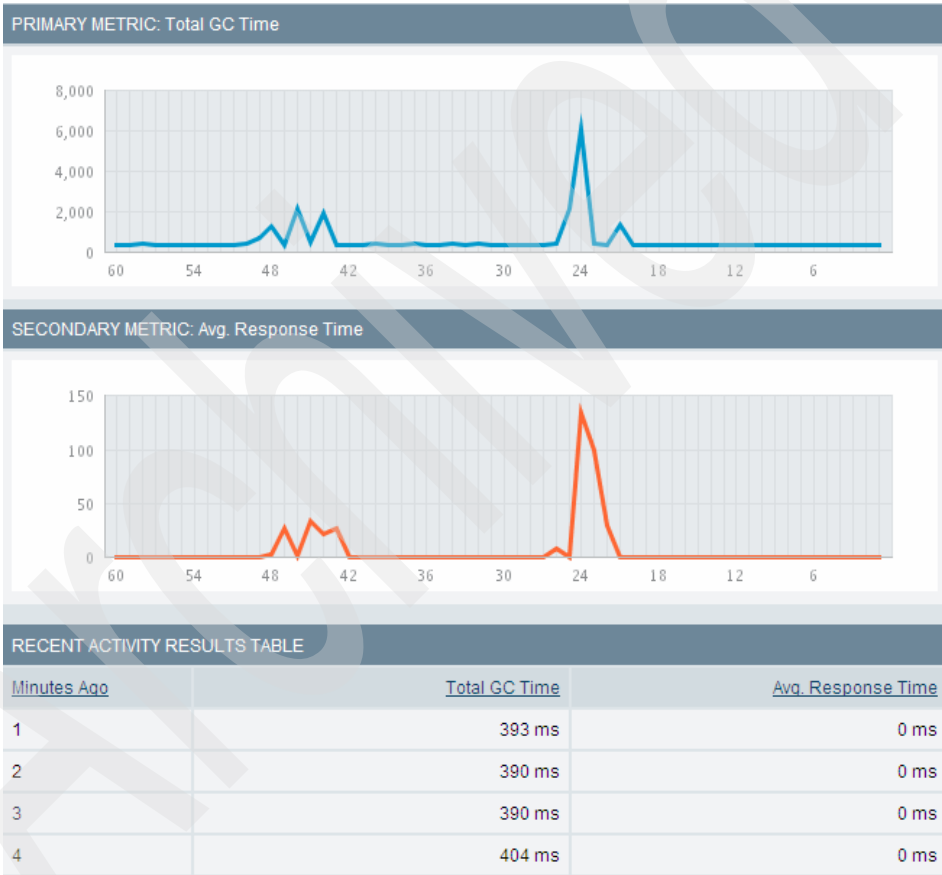 PRIMARY METRIC: Total GC Time
8,000
6,000
4,000
2,000
0
60 54 48 42 36 30 24 18 12 6
SECONDARY METRIC: Avg. Response Time
150
100
50
0
60 54 48 42 36 30 24 18 12 6
RECENT ACTIVITY RESULTS TABLE
Minutes Ago Total GC Time Avg. Response Time
1 393 ms 0 ms
2 390 ms 0 ms
3 390 ms 0 ms
4 404 ms 0 ms
Archived